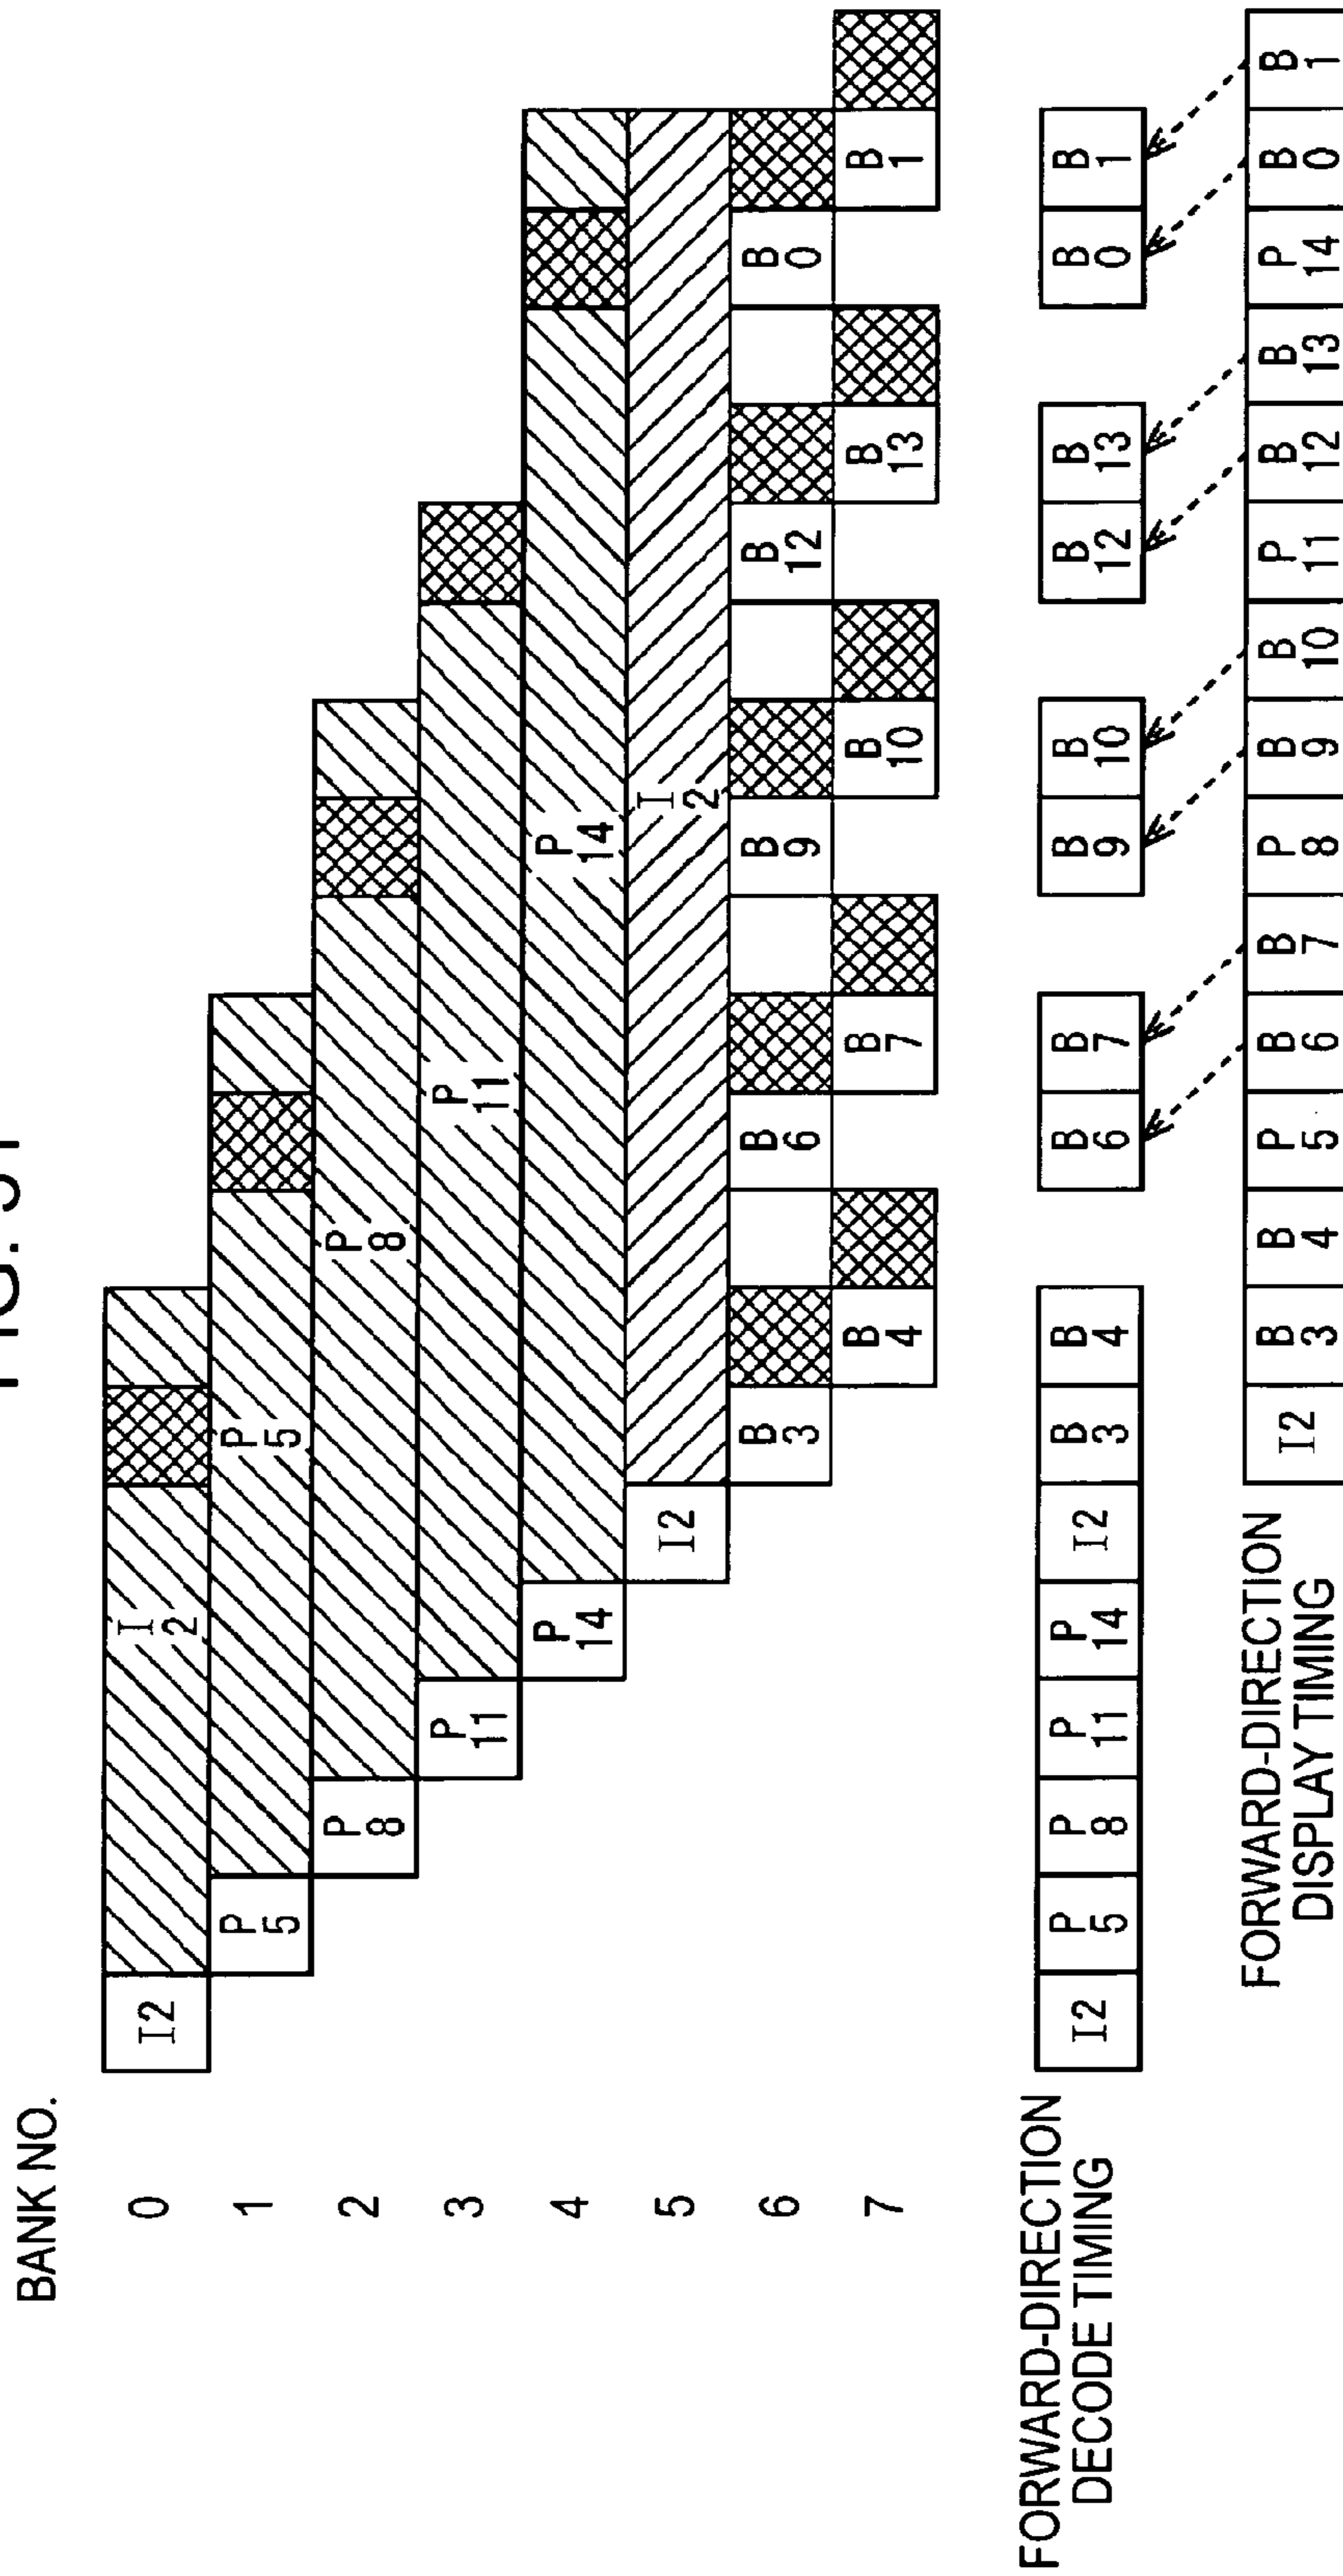 BANK NO.
0 I2 I 2
1 P 5 P 5
2 P 8 P 8
3 P 11 P 11
4 P 14 P 14
5 I2 I 2
6 B 3 B 6 B 9 B 12 B 0
7 B 4 B 7 B 10 B 13 B 1
FORWARD-DIRECTION
DECODE TIMING
I2 P 5 P 8 P 11 P 14 I2 B 3 B 4 B 6 B 7 B 9 B 10 B 12 B 13 B 0 B 1
FORWARD-DIRECTION
DISPLAY TIMING
I2 B 3 B 4 P 5 B 6 B 7 P 8 B 9 B 10 P 11 B 12 B 13 P 14 B 0 B 1